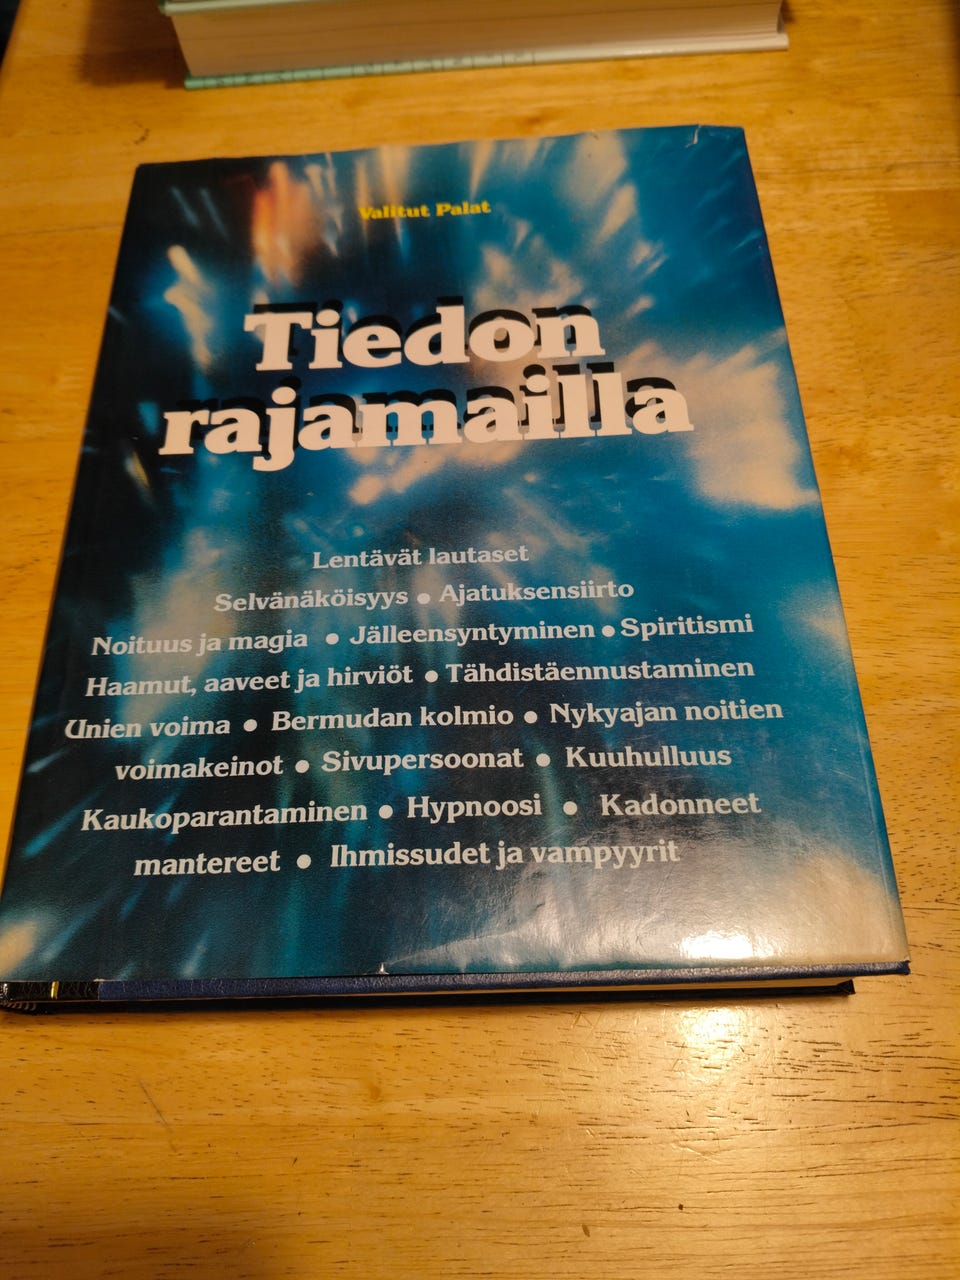 Valitut Palat
Tiedon
rajamailla
Lentävät lautaset
Selvänäköisyys ● Ajatuksensiirto
Noituus ja magia ● Jälleensyntyminen ● Spiritismi
Haamut, aaveet ja hirviöt ● Tähdistäennustaminen
Unien voima ● Bermudan kolmio ● Nykyajan noitien
voimakeinot ● Sivupersoonat ● Kuuhulluus
Kaukoparantaminen ● Hypnoosi ● Kadonneet
mantereet ● Ihmissudet ja vampyyrit